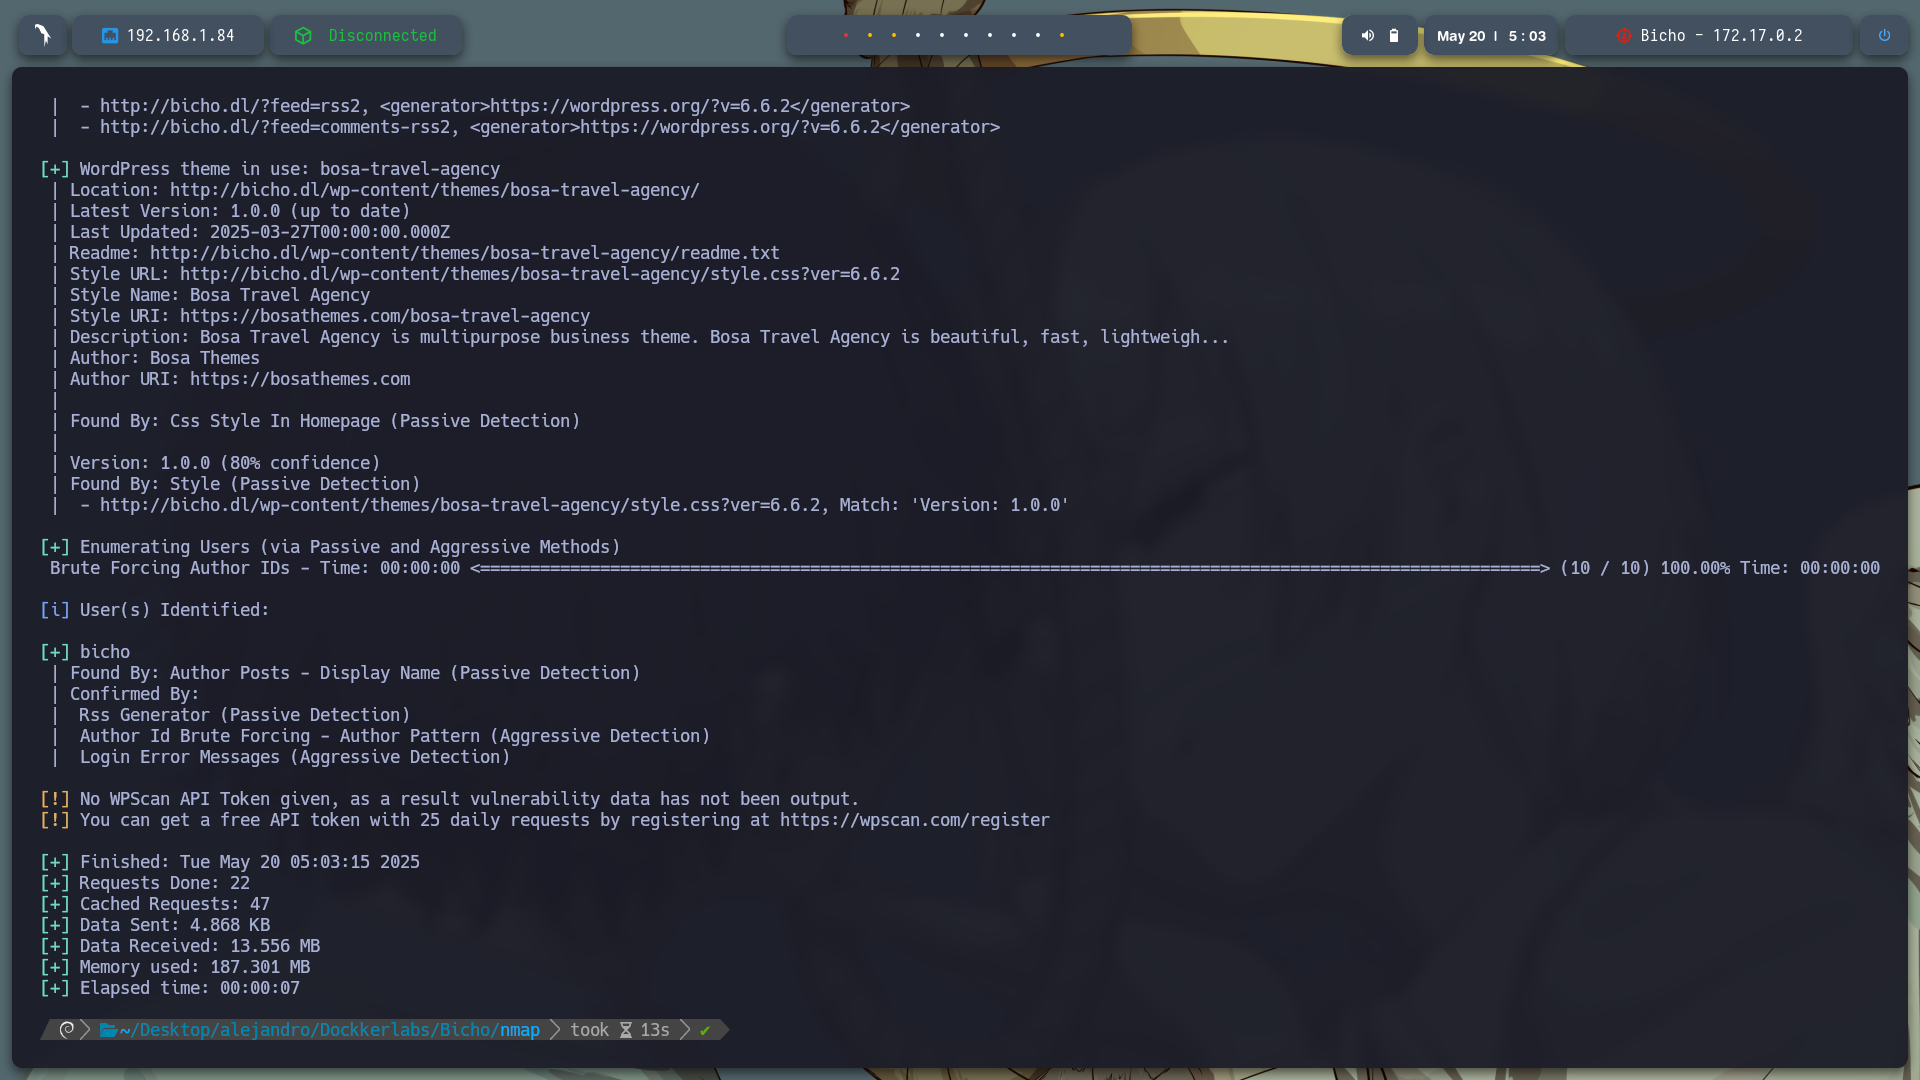 192.168.1.84
Disconnected
May 20 | 5 : 03
Bicho - 172.17.0.2
|  - http://bicho.dl/?feed=rss2, <generator>https://wordpress.org/?v=6.6.2</generator>
|  - http://bicho.dl/?feed=comments-rss2, <generator>https://wordpress.org/?v=6.6.2</generator>
[+] WordPress theme in use: bosa-travel-agency
| Location: http://bicho.dl/wp-content/themes/bosa-travel-agency/
| Latest Version: 1.0.0 (up to date)
| Last Updated: 2025-03-27T00:00:00.000Z
| Readme: http://bicho.dl/wp-content/themes/bosa-travel-agency/readme.txt
| Style URL: http://bicho.dl/wp-content/themes/bosa-travel-agency/style.css?ver=6.6.2
| Style Name: Bosa Travel Agency
| Style URI: https://bosathemes.com/bosa-travel-agency
| Description: Bosa Travel Agency is multipurpose business theme. Bosa Travel Agency is beautiful, fast, lightweigh...
| Author: Bosa Themes
| Author URI: https://bosathemes.com
|
| Found By: Css Style In Homepage (Passive Detection)
|
| Version: 1.0.0 (80% confidence)
| Found By: Style (Passive Detection)
|  - http://bicho.dl/wp-content/themes/bosa-travel-agency/style.css?ver=6.6.2, Match: 'Version: 1.0.0'
[+] Enumerating Users (via Passive and Aggressive Methods)
Brute Forcing Author IDs - Time: 00:00:00 <==========================================================================================================> (10 / 10) 100.00% Time: 00:00:00
[i] User(s) Identified:
[+] bicho
| Found By: Author Posts - Display Name (Passive Detection)
| Confirmed By:
|  Rss Generator (Passive Detection)
|  Author Id Brute Forcing - Author Pattern (Aggressive Detection)
|  Login Error Messages (Aggressive Detection)
[!] No WPScan API Token given, as a result vulnerability data has not been output.
[!] You can get a free API token with 25 daily requests by registering at https://wpscan.com/register
[+] Finished: Tue May 20 05:03:15 2025
[+] Requests Done: 22
[+] Cached Requests: 47
[+] Data Sent: 4.868 KB
[+] Data Received: 13.556 MB
[+] Memory used: 187.301 MB
[+] Elapsed time: 00:00:07
~/Desktop/alejandro/Dockkerlabs/Bicho/nmap took 13s ✔